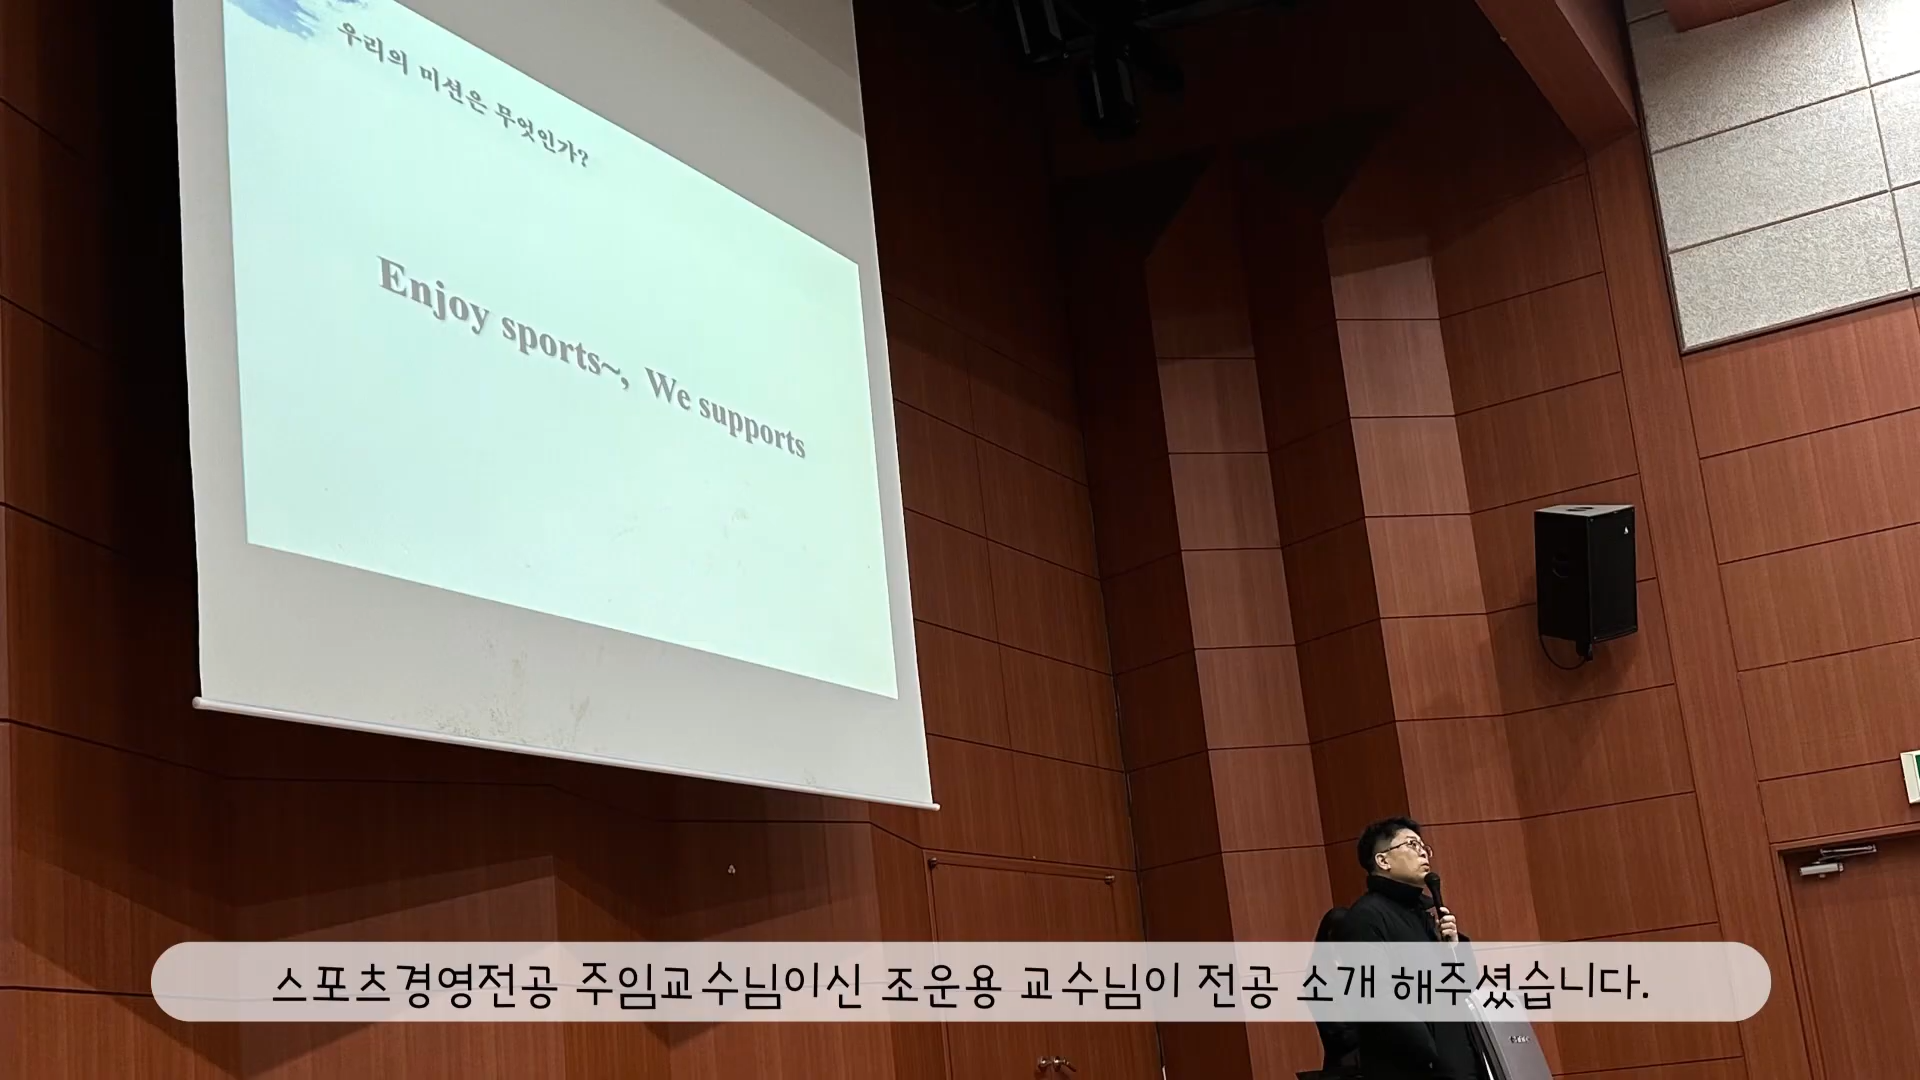 우리의 미션은 무엇인가?
Enjoy sports~, We supports
스포츠경영전공 주임교수님이신 조운용 교수님이 전공 소개 해주셨습니다.